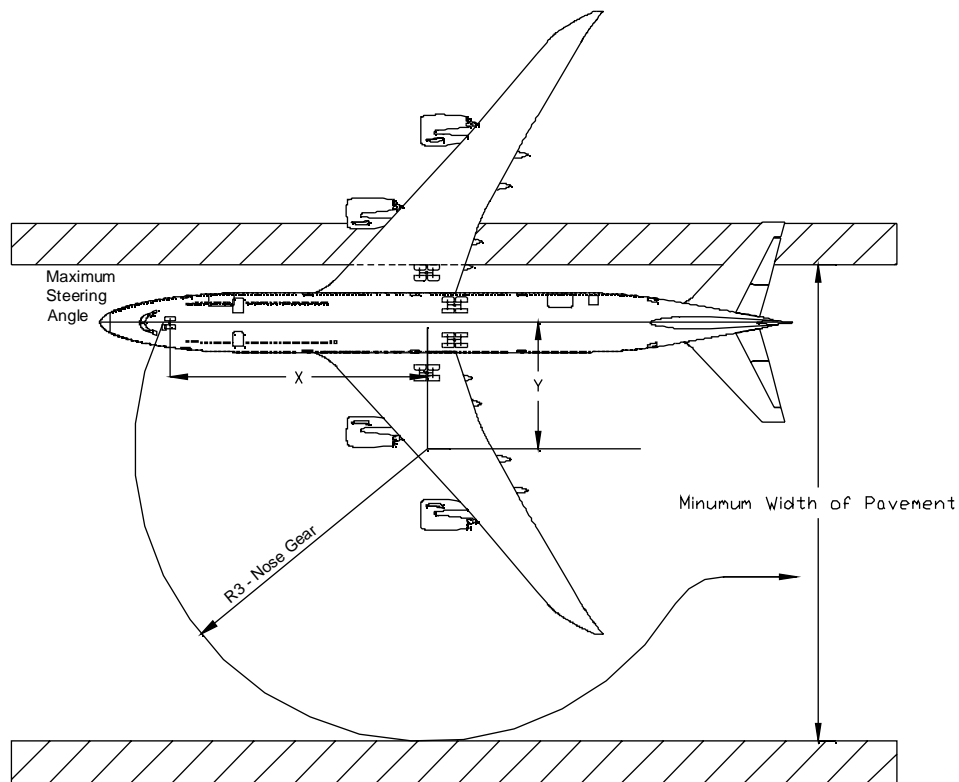 Maximum
Steering
Angle
X
Y
Minumum Width of Pavement
R3 - Nose Gear